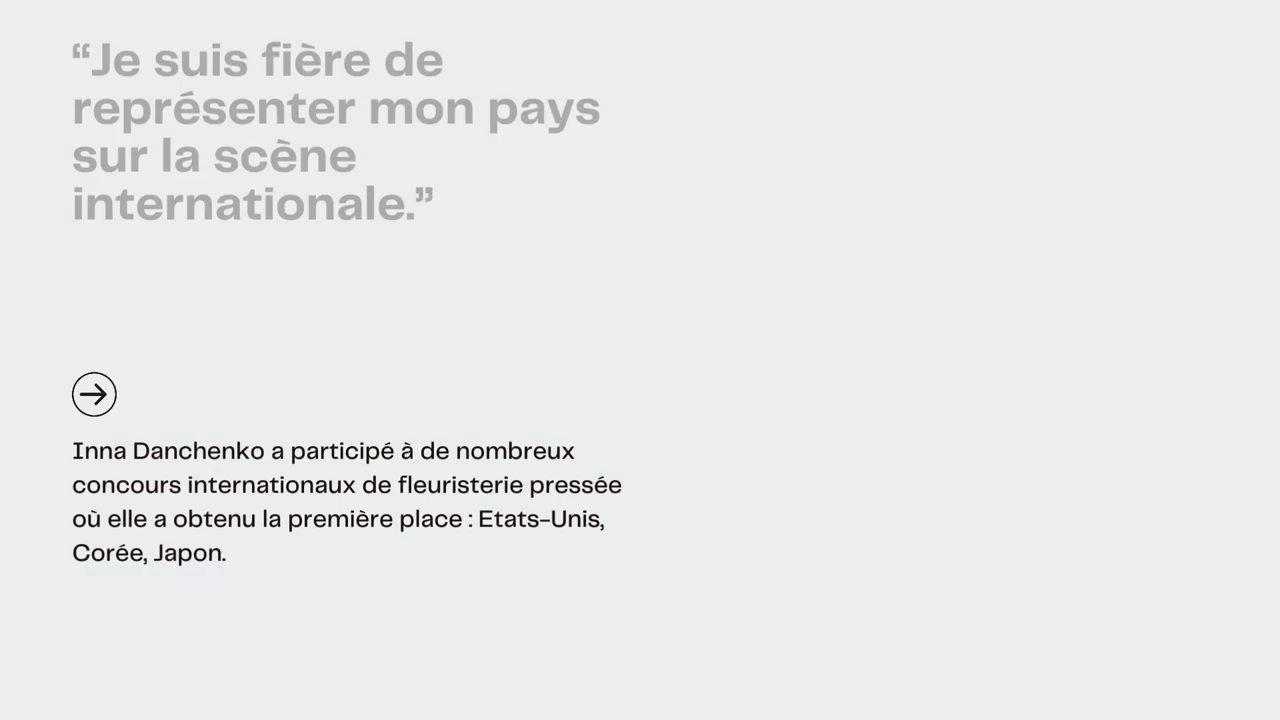 “Je suis fière de
représenter mon pays
sur la scène
internationale.”
Inna Danchenko a participé à de nombreux
concours internationaux de fleuristerie pressée
où elle a obtenu la première place : Etats-Unis,
Corée, Japon.